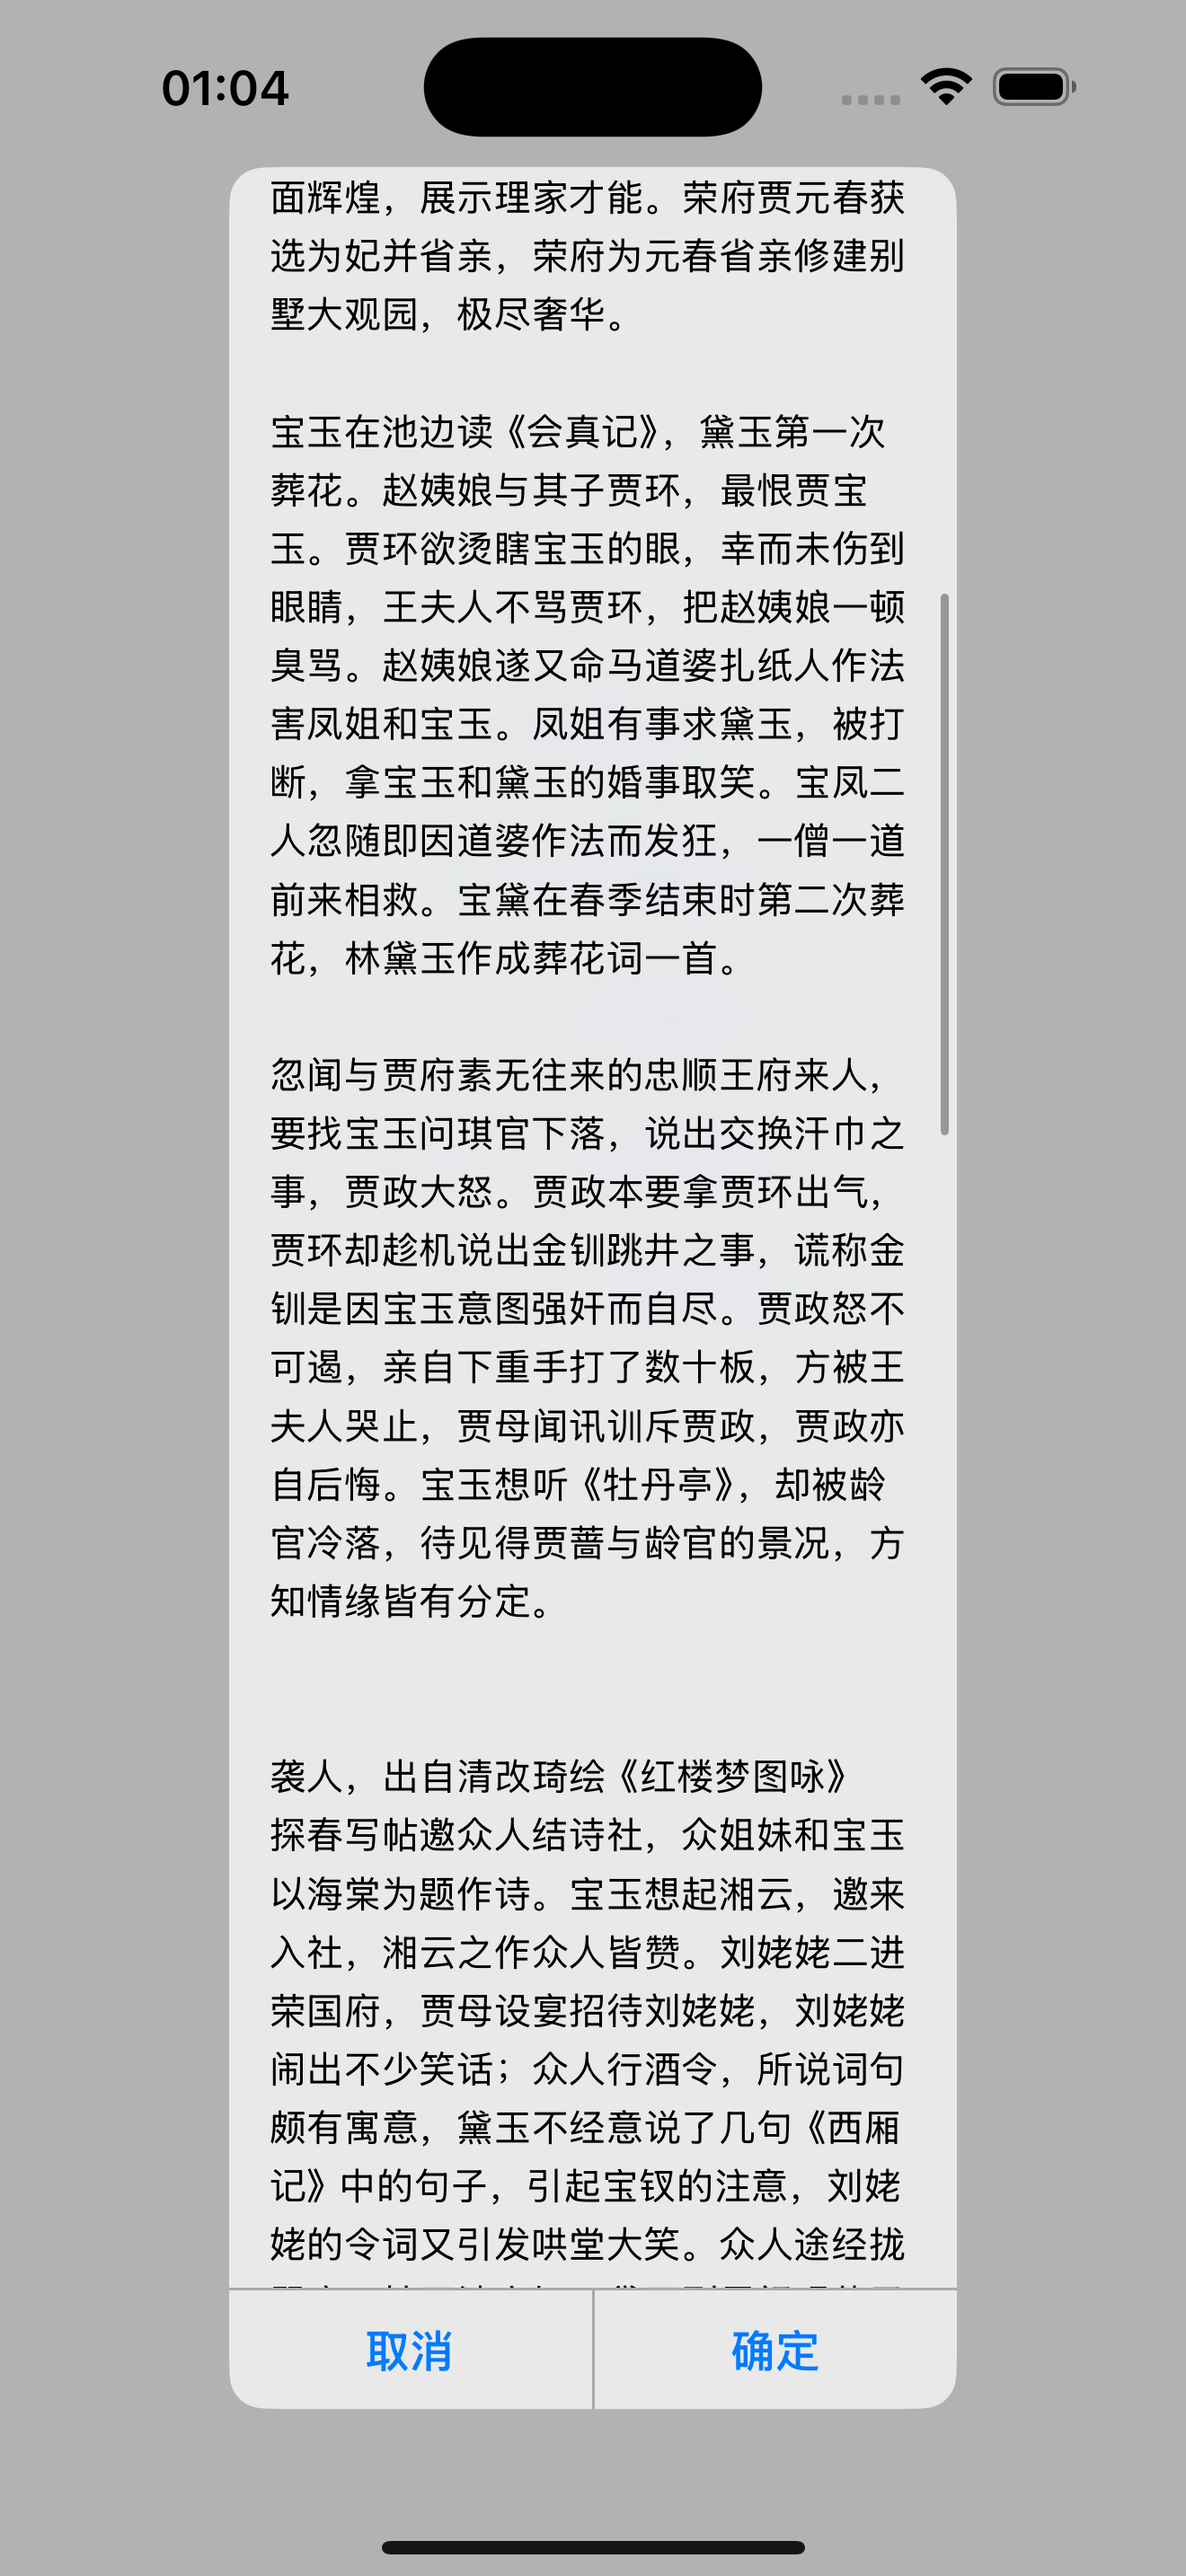 01:04
面辉煌，展示理家才能。荣府贾元春获
选为妃并省亲，荣府为元春省亲修建别
墅大观园，极尽奢华。
宝玉在池边读《会真记》，黛玉第一次
葬花。赵姨娘与其子贾环，最恨贾宝
玉。贾环欲烫瞎宝玉的眼，幸而未伤到
眼睛，王夫人不骂贾环，把赵姨娘一顿
臭骂。赵姨娘遂又命马道婆扎纸人作法
害凤姐和宝玉。凤姐有事求黛玉，被打
断，拿宝玉和黛玉的婚事取笑。宝凤二
人忽随即因道婆作法而发狂，一僧一道
前来相救。宝黛在春季结束时第二次葬
花，林黛玉作成葬花词一首。
忽闻与贾府素无往来的忠顺王府来人，
要找宝玉问琪官下落，说出交换汗巾之
事，贾政大怒。贾政本要拿贾环出气，
贾环却趁机说出金钏跳井之事，谎称金
钏是因宝玉意图强奸而自尽。贾政怒不
可遏，亲自下重手打了数十板，方被王
夫人哭止，贾母闻讯训斥贾政，贾政亦
自后悔。宝玉想听《牡丹亭》，却被龄
官冷落，待见得贾蔷与龄官的景况，方
知情缘皆有分定。
袭人，出自清改琦绘《红楼梦图咏》
探春写帖邀众人结诗社，众姐妹和宝玉
以海棠为题作诗。宝玉想起湘云，邀来
入社，湘云之作众人皆赞。刘姥姥二进
荣国府，贾母设宴招待刘姥姥，刘姥姥
闹出不少笑话；众人行酒令，所说词句
颇有寓意，黛玉不经意说了几句《西厢
记》中的句子，引起宝钗的注意，刘姥
姥的令词又引发哄堂大笑。众人途经拢
取消
确定